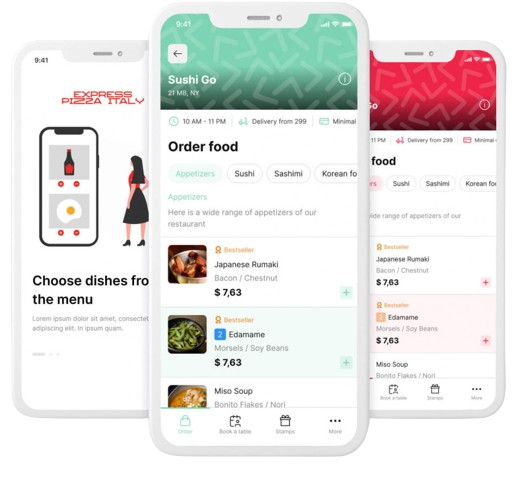 9:41
EXPRESS
PIZZA ITALY
Choose dishes fro
the menu
Lorem ipsum dolor sit amet, consectet
adipiscing elit. In ipsum quam.
9:41
Sushi Go
21 MB, NY
10 AM - 11 PM
Delivery from 299
Minimal
Order food
Appetizers
Sushi
Sashimi
Korean fo
Appetizers
Here is a wide range of appetizers of our
restaurant
Bestseller
Japanese Rumaki
Bacon / Chestnut
$ 7,63
+
Bestseller
2 Edamame
Morsels / Soy Beans
$ 7,63
+
Miso Soup
Bonito Flakes / Nori
Order
Book a table
Stamps
More
Go
11 PM
Delivery from 299
Minimal
food
rs
Sushi
Sashimi
Korean foo
wide range of appetizers of our
Bestseller
Japanese Rumaki
Bacon / Chestnut
$ 7,63
+
Bestseller
2 Edamame
Morsels / Soy Beans
$ 7,63
+
Miso Soup
Bonito Flakes / Nori
Book a table
Stamps
More